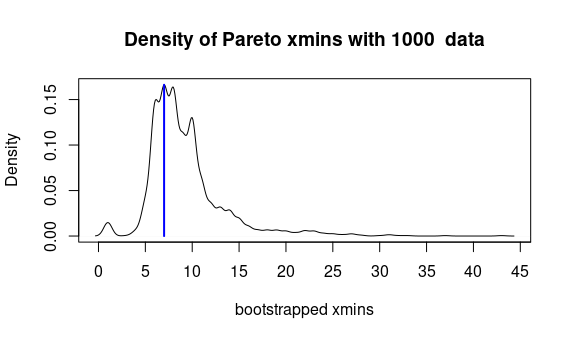 Density of Pareto xmins with 1000  data
Density
0.15
0.10
0.05
0.00
0 5 10 15 20 25 30 35 40 45
bootstrapped xmins